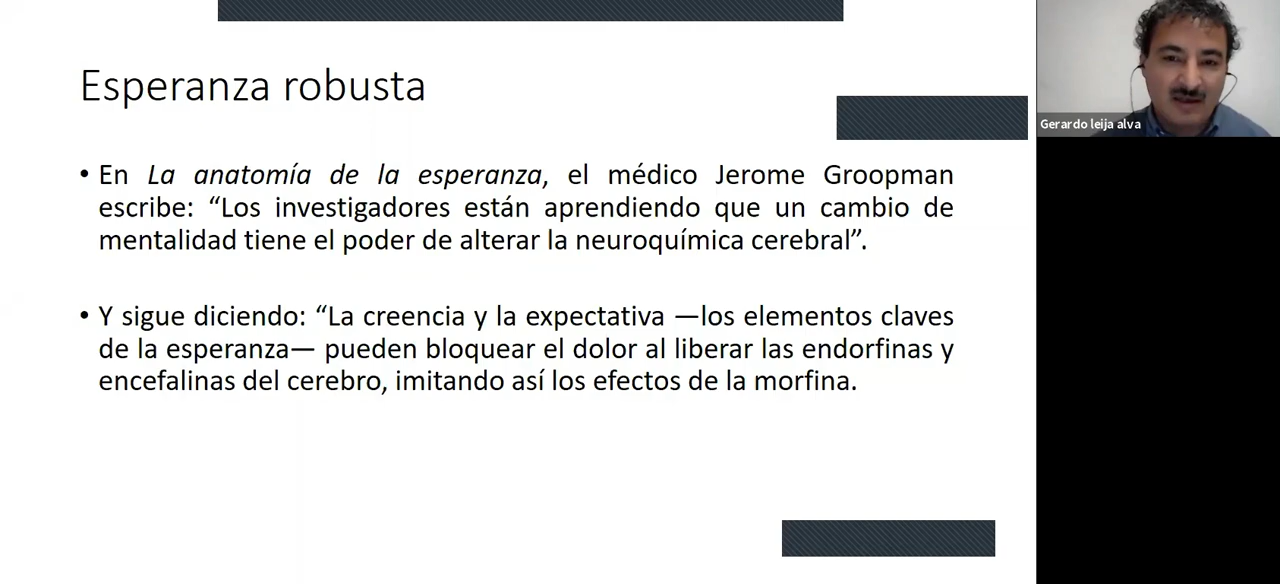 Esperanza robusta
• En La anatomía de la esperanza, el médico Jerome Groopman
escribe: “Los investigadores están aprendiendo que un cambio de
mentalidad tiene el poder de alterar la neuroquímica cerebral”.
• Y sigue diciendo: “La creencia y la expectativa —los elementos claves
de la esperanza— pueden bloquear el dolor al liberar las endorfinas y
encefalinas del cerebro, imitando así los efectos de la morfina.
Gerardo leija alva